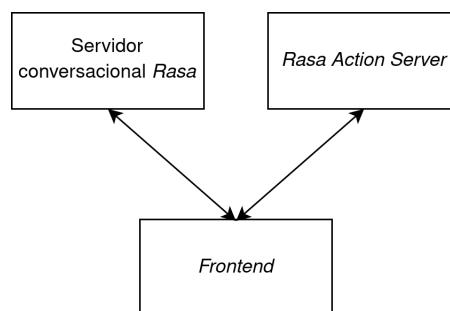 Servidor
conversacional Rasa
Rasa Action Server
Frontend